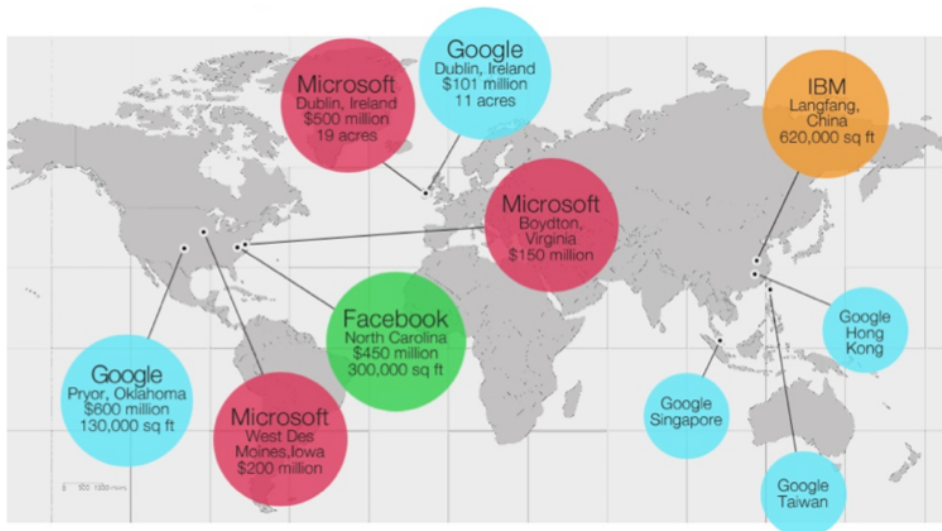 Google
Dublin, Ireland
$101 million
11 acres
Microsoft
Dublin, Ireland
$500 million
19 acres
IBM
Langfang,
China
620,000 sq ft
Microsoft
Boydton,
Virginia
$150 million
Facebook
North Carolina
$450 million
300,000 sq ft
Google
Hong
Kong
Google
Pryor, Oklahoma
$600 million
130,000 sq ft
Microsoft
West Des
Moines,Iowa
$200 million
Google
Singapore
Google
Taiwan